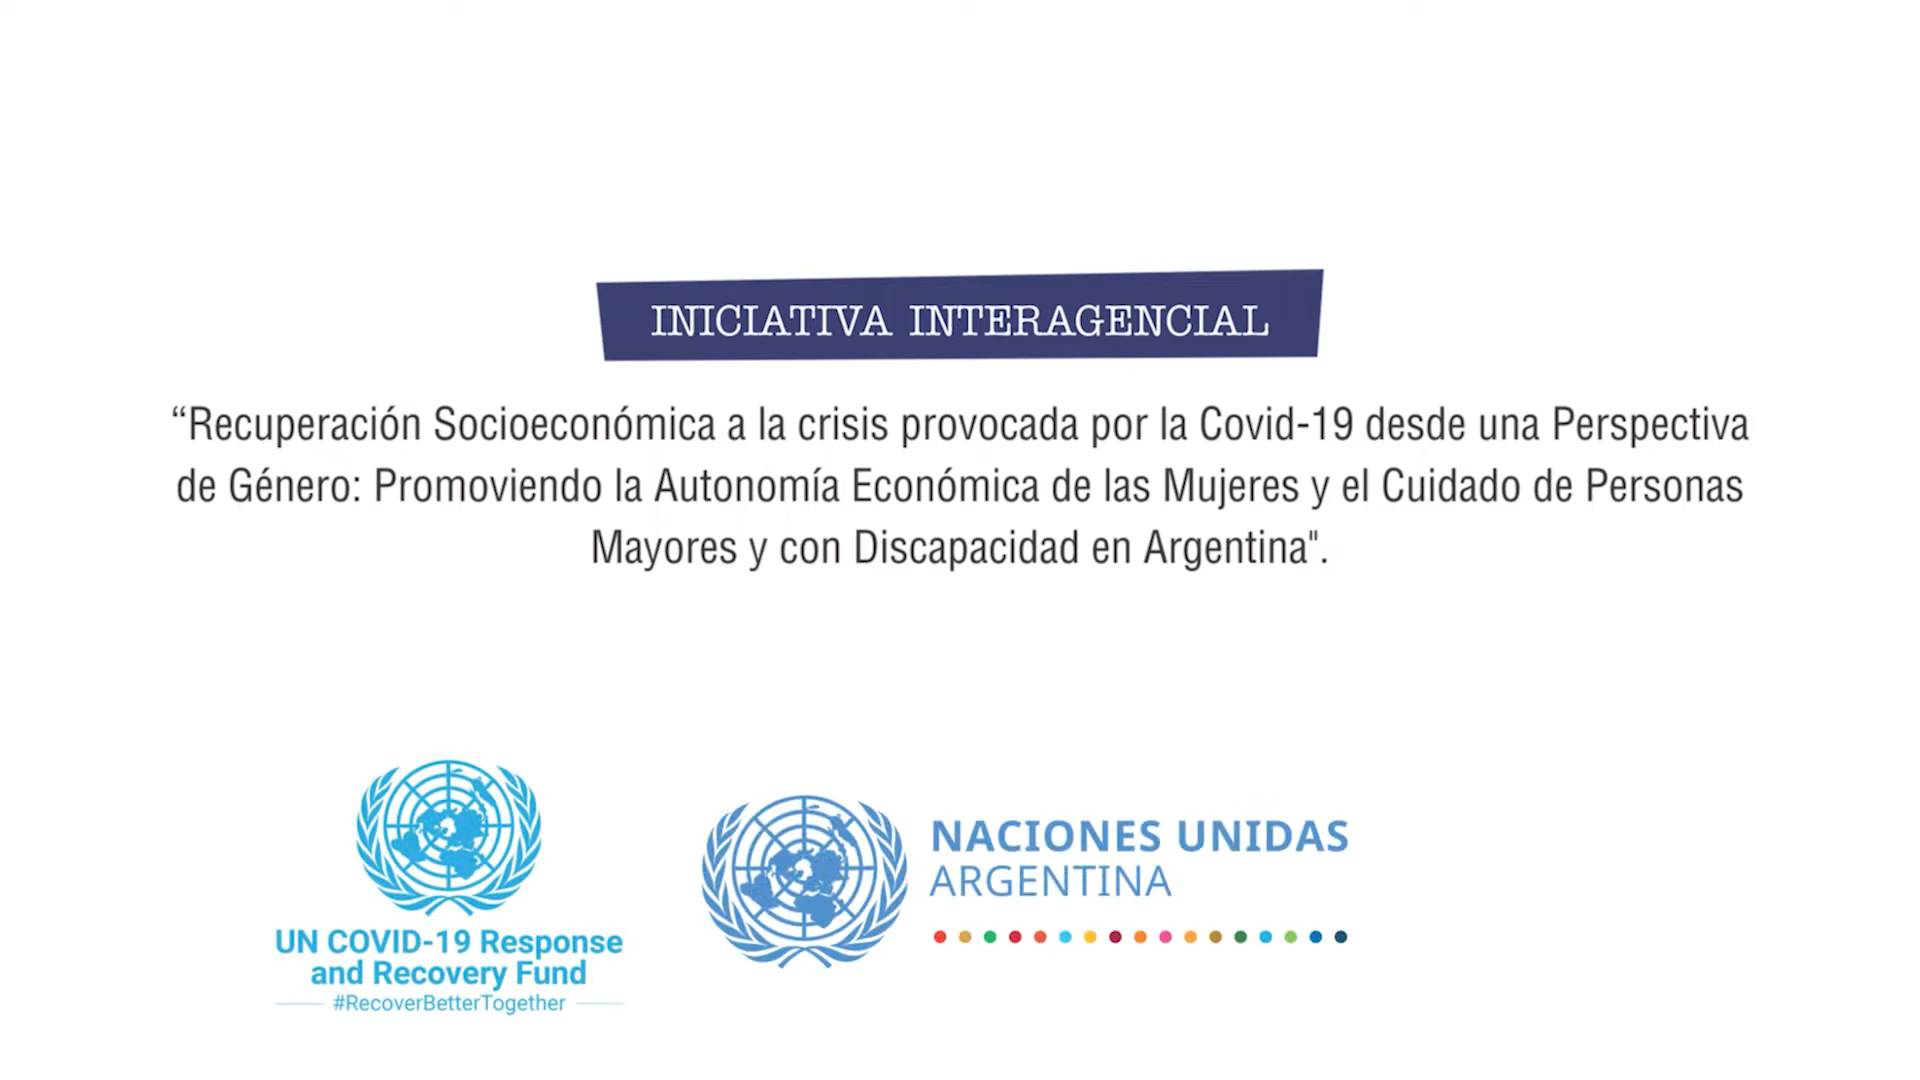 INICIATIVA INTERAGENCIAL
“Recuperación Socioeconómica a la crisis provocada por la Covid-19 desde una Perspectiva
de Género: Promoviendo la Autonomía Económica de las Mujeres y el Cuidado de Personas
Mayores y con Discapacidad en Argentina".
UN COVID-19 Response
and Recovery Fund
#RecoverBetterTogether
NACIONES UNIDAS
ARGENTINA